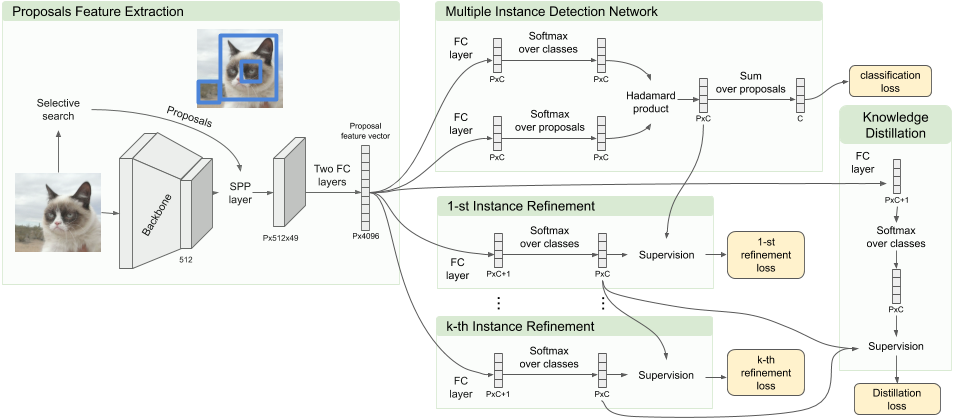 Proposals Feature Extraction
Selective
search
Proposals
Backbone
512
SPP
layer
Px512x49
Two FC
layers
Proposal
feature vector
Px4096
Multiple Instance Detection Network
FC
layer
PxC
Softmax
over classes
PxC
FC
layer
PxC
Softmax
over proposals
PxC
Hadamard
product
PxC
Sum
over proposals
C
classification
loss
1-st Instance Refinement
FC
layer
PxC+1
Softmax
over classes
PxC
Supervision
1-st
refinement
loss
k-th Instance Refinement
FC
layer
PxC+1
Softmax
over classes
PxC
Supervision
k-th
refinement
loss
Knowledge
Distillation
FC
layer
PxC+1
Softmax
over classes
PxC
Supervision
Distillation
loss